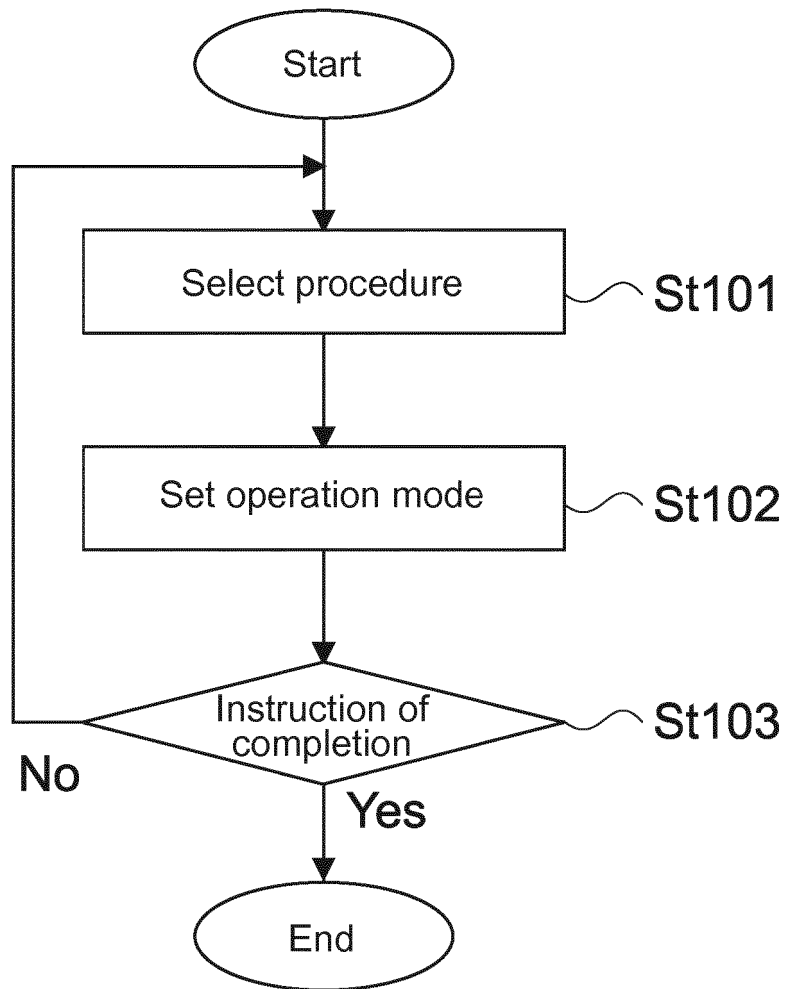 Start
Select procedure
St101
Set operation mode
St102
Instruction of
completion
St103
No
Yes
End